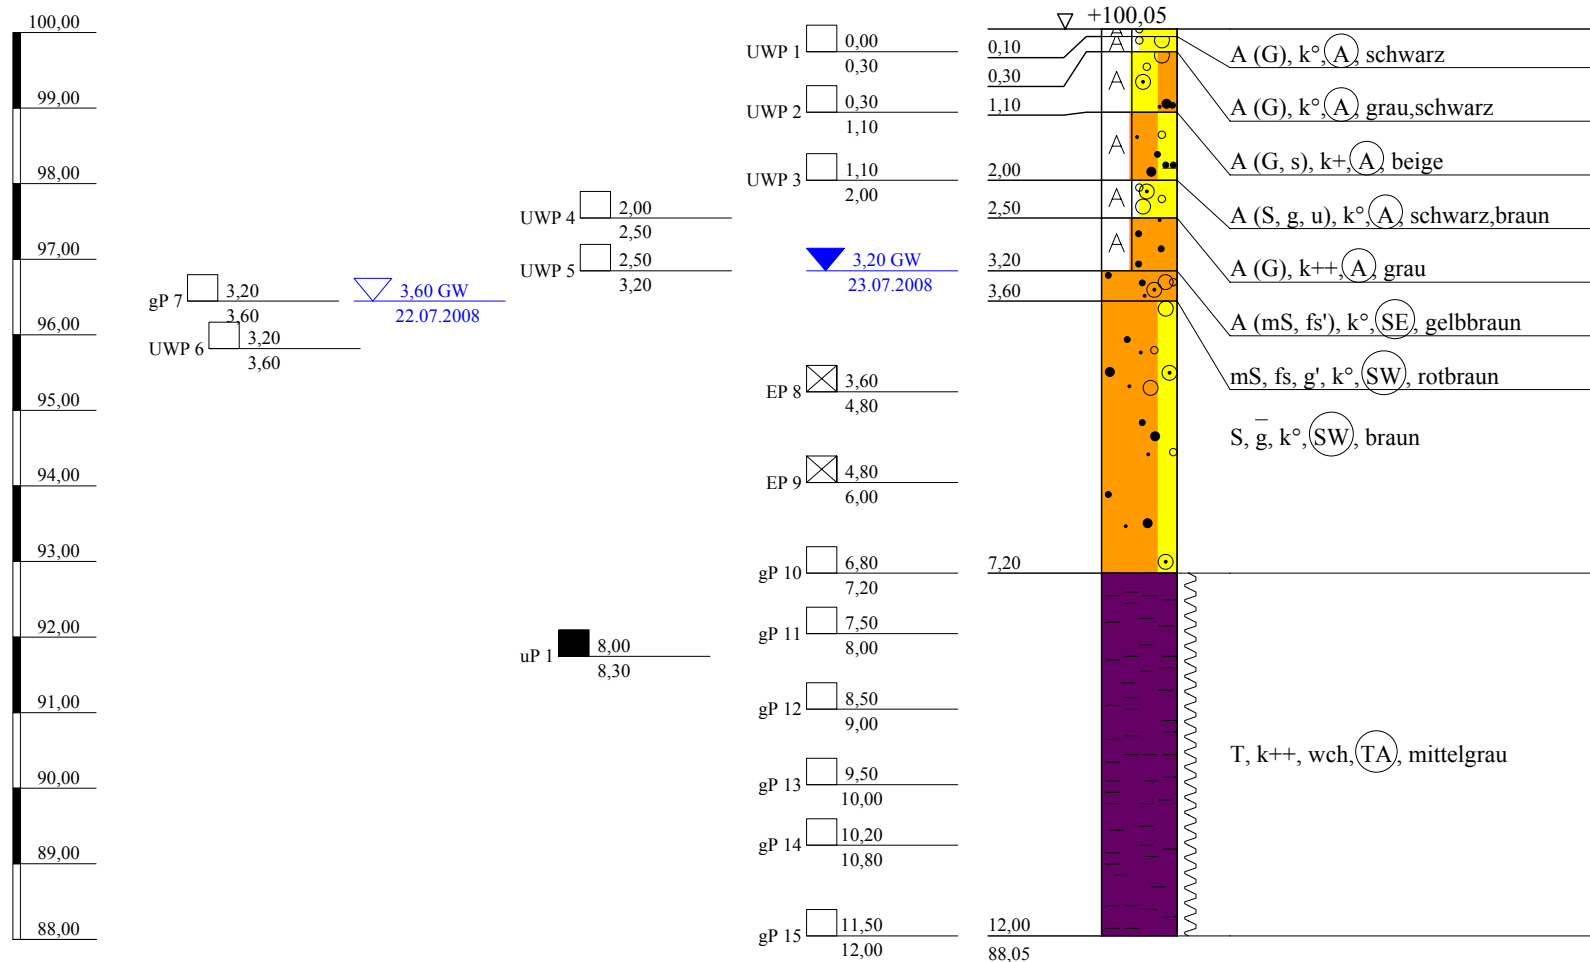 +100,05
100,00
99,00
98,00
97,00
96,00
95,00
94,00
93,00
92,00
91,00
90,00
89,00
88,00
gP 7
3,20
3,60
UWP 6
3,20
3,60
3,60 GW
22.07.2008
UWP 4
2,00
2,50
UWP 5
2,50
3,20
uP 1
8,00
8,30
UWP 1
0,00
0,30
UWP 2
0,30
1,10
UWP 3
1,10
2,00
3,20 GW
23.07.2008
EP 8
3,60
4,80
EP 9
4,80
6,00
gP 10
6,80
7,20
gP 11
7,50
8,00
gP 12
8,50
9,00
gP 13
9,50
10,00
gP 14
10,20
10,80
gP 15
11,50
12,00
0,10
0,30
1,10
2,00
2,50
3,20
3,60
7,20
12,00
88,05
A
A
A
A
A
A
A (G), k°, A, schwarz
A (G), k°, A, grau,schwarz
A (G, s), k+, A, beige
A (S, g, u), k°, A, schwarz,braun
A (G), k++, A, grau
A (mS, fs'), k°, SE, gelbbraun
mS, fs, g', k°, SW, rotbraun
S, g̅, k°, SW, braun
T, k++, wch, TA, mittelgrau